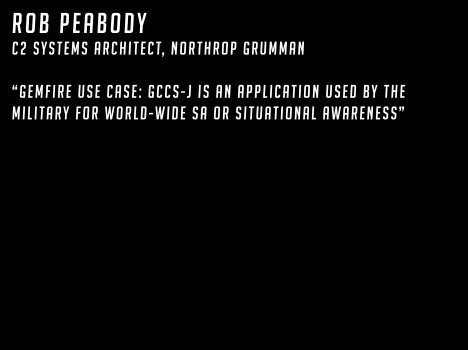 ROB PEABODY
C2 SYSTEMS ARCHITECT, NORTHROP GRUMMAN
“GEMFIRE USE CASE: GCCS-J IS AN APPLICATION USED BY THE
MILITARY FOR WORLD-WIDE SA OR SITUATIONAL AWARENESS”